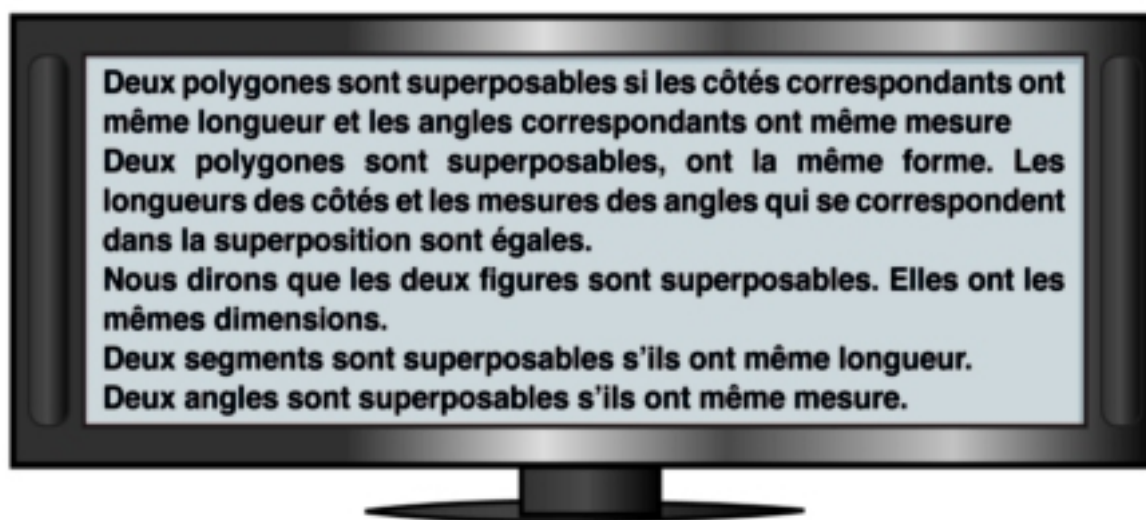 Deux polygones sont superposables si les côtés correspondants ont
même longueur et les angles correspondants ont même mesure
Deux polygones sont superposables, ont la même forme. Les
longueurs des côtés et les mesures des angles qui se correspondent
dans la superposition sont égales.
Nous dirons que les deux figures sont superposables. Elles ont les
mêmes dimensions.
Deux segments sont superposables s'ils ont même longueur.
Deux angles sont superposables s'ils ont même mesure.